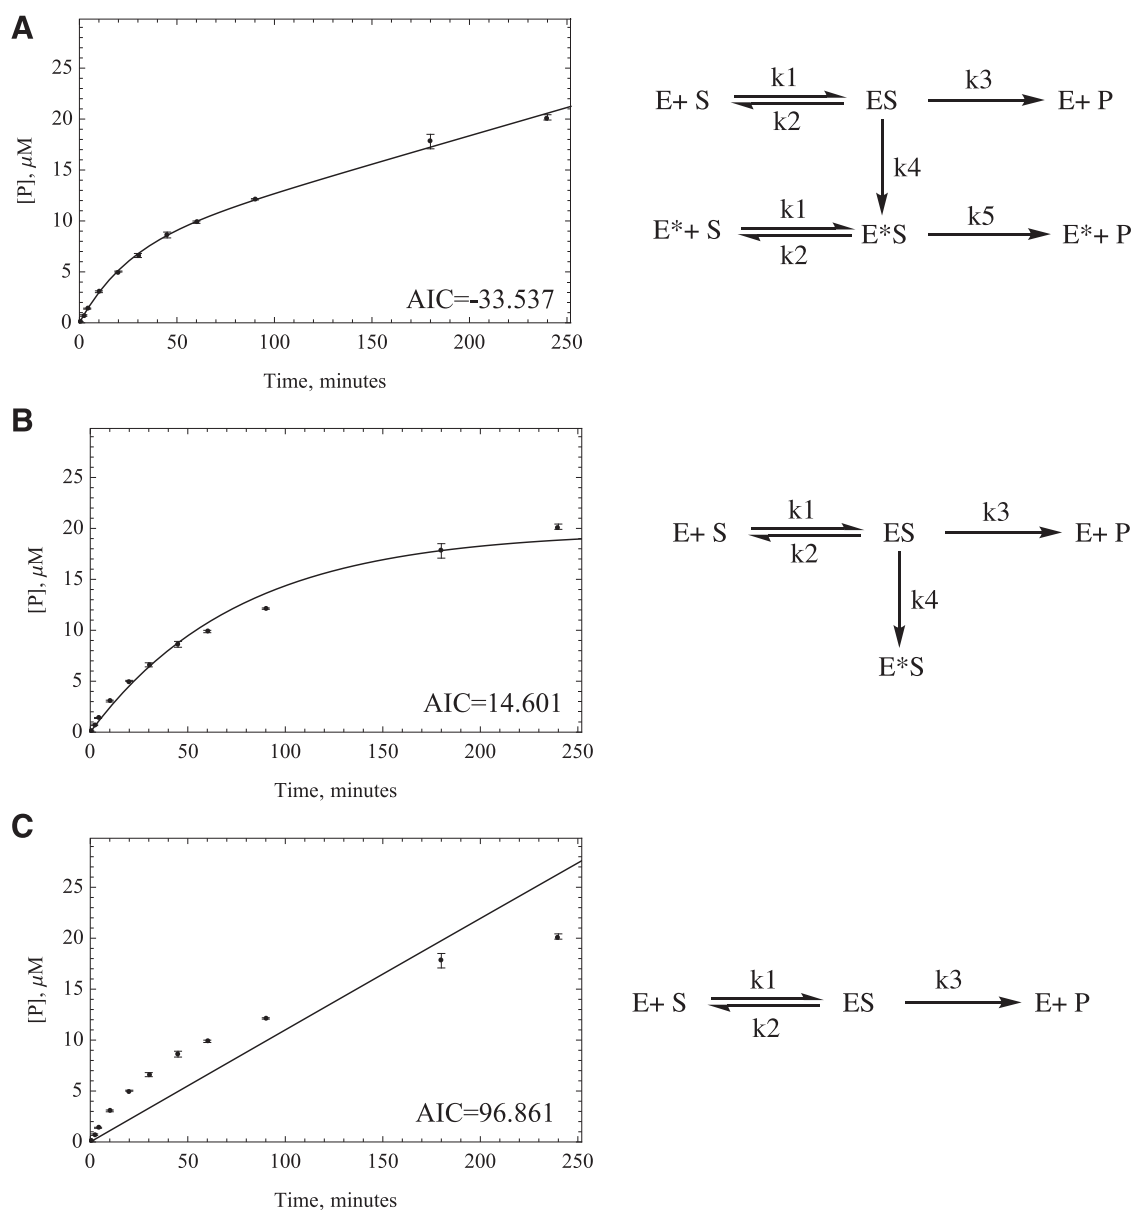 A
25
20
15
10
5
0
[P], μM
0 50 100 150 200 250
Time, minutes
AIC=-33.537
k1 k3
E+ S ES E+ P
k2
k4
k1 k5
E*+ S E*S E*+ P
k2
B
25
20
15
10
5
0
[P], μM
0 50 100 150 200 250
Time, minutes
AIC=14.601
k1 k3
E+ S ES E+ P
k2
k4
E*S
C
25
20
15
10
5
0
[P], μM
0 50 100 150 200 250
Time, minutes
AIC=96.861
k1 k3
E+ S ES E+ P
k2